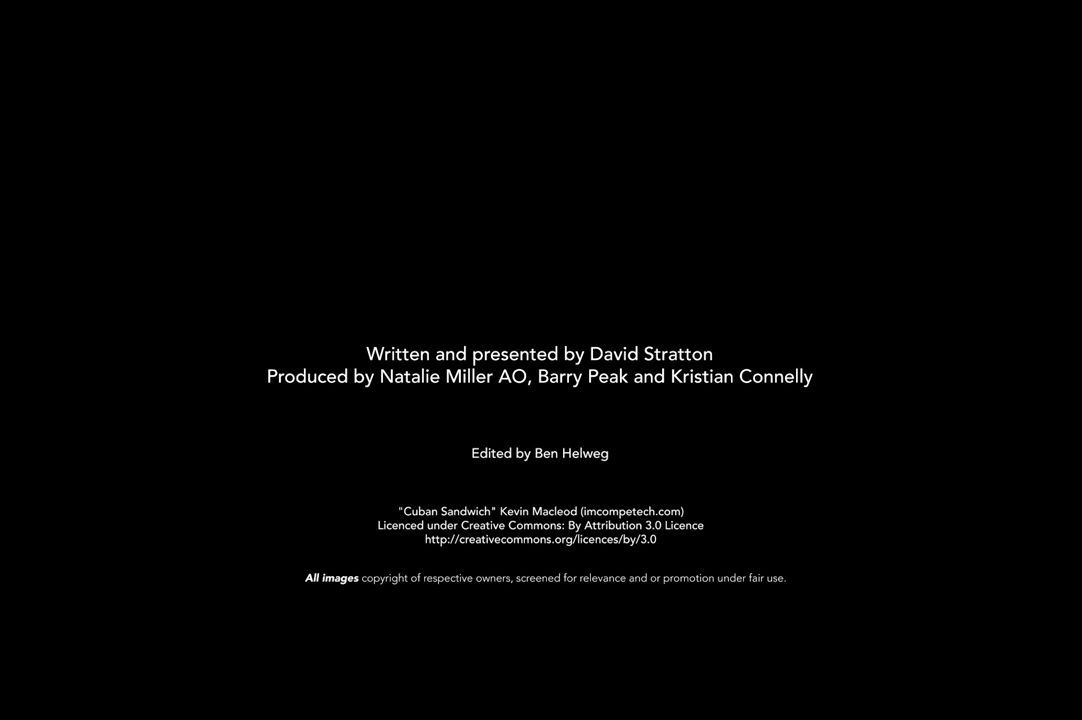 Written and presented by David Stratton
Produced by Natalie Miller AO, Barry Peak and Kristian Connelly
Edited by Ben Helweg
"Cuban Sandwich" Kevin Macleod (imcompetech.com)
Licenced under Creative Commons: By Attribution 3.0 Licence
http://creativecommons.org/licences/by/3.0
All images copyright of respective owners, screened for relevance and or promotion under fair use.